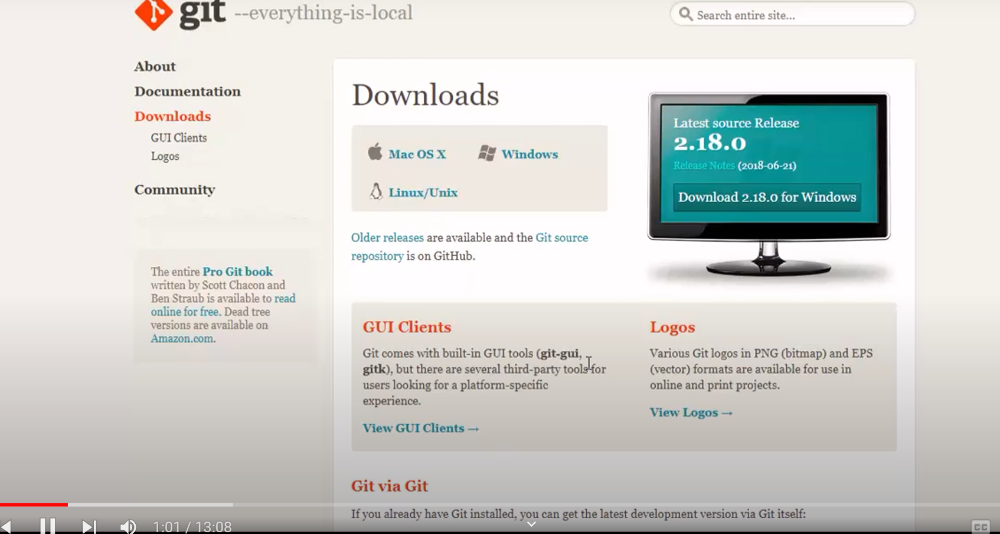 git --everything-is-local
Search entire site...
About
Documentation
Downloads
GUI Clients
Logos
Community
The entire Pro Git book
written by Scott Chacon and
Ben Straub is available to read
online for free. Dead tree
versions are available on
Amazon.com.
Downloads
Mac OS X
Windows
Linux/Unix
Older releases are available and the Git source
repository is on GitHub.
Latest source Release
2.18.0
Release Notes (2018-06-21)
Download 2.18.0 for Windows
GUI Clients
Git comes with built-in GUI tools (git-gui,
gitk), but there are several third-party tools for
users looking for a platform-specific
experience.
View GUI Clients →
Logos
Various Git logos in PNG (bitmap) and EPS
(vector) formats are available for use in
online and print projects.
View Logos →
Git via Git
If you already have Git installed, you can get the latest development version via Git itself:
1:01 / 13:08
CC